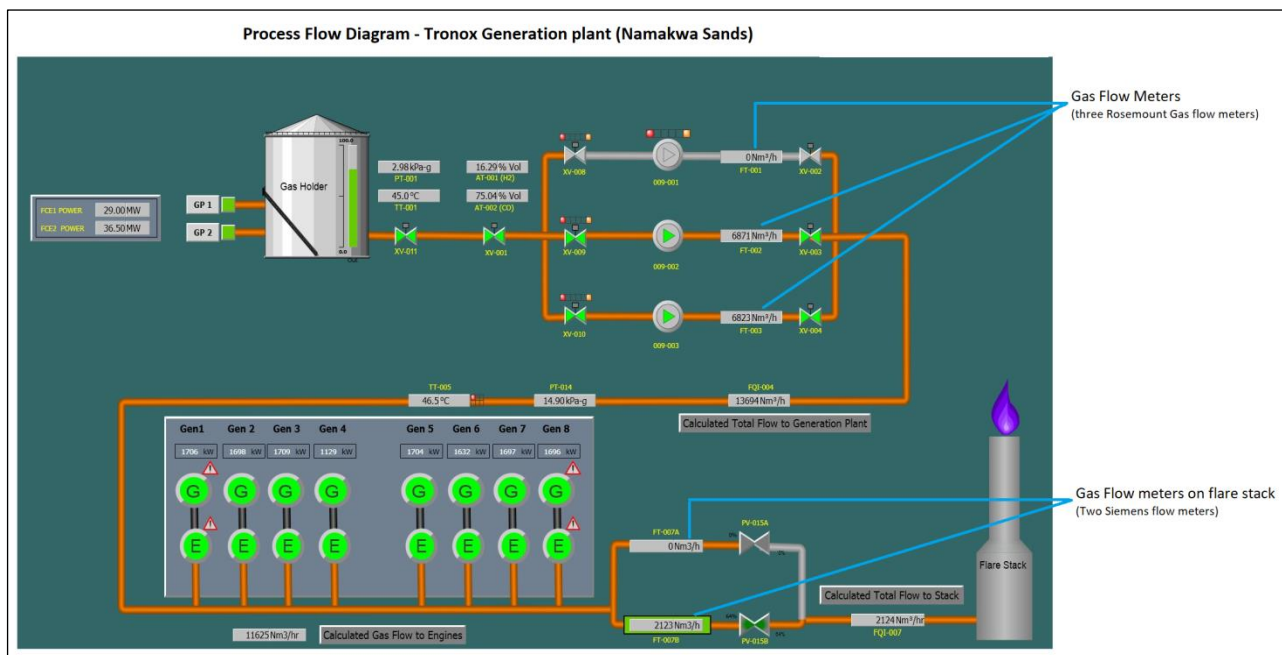 Process Flow Diagram - Tronox Generation plant (Namakwa Sands)
Gas Flow Meters
(three Rosemount Gas flow meters)
100.0
Gas Holder
0.0
2.98 kPa-g
PT-001
16.29 % Vol
AT-001 (H2)
45.0 °C
TT-001
75.04 % Vol
AT-002 (CO)
FCE1 POWER 29.00 MW
FCE2 POWER 36.50 MW
GP 1
GP 2
XV-011
XV-001
XV-008
009-001
0 Nm³/h
FT-001
XV-002
XV-009
009-002
6871 Nm³/h
FT-002
XV-003
XV-010
009-003
6823 Nm³/h
FT-003
XV-004
TT-005
46.5 °C
PT-014
14.90 kPa-g
FQI-004
13694 Nm³/h
Calculated Total Flow to Generation Plant
Gen1 Gen 2 Gen 3 Gen 4 Gen 5 Gen 6 Gen 7 Gen 8
1706 kW 1698 kW 1709 kW 1129 kW 1704 kW 1632 kW 1697 kW 1696 kW
G G G G G G G G
E E E E E E E E
Gas Flow meters on flare stack
(Two Siemens flow meters)
FT-007A
0 Nm3/h
PV-015A
0%
Flare Stack
Calculated Total Flow to Stack
2123 Nm3/h
FT-007B
PV-015B
2124 Nm³/hr
FQI-007
11625 Nm3/hr
Calculated Gas Flow to Engines